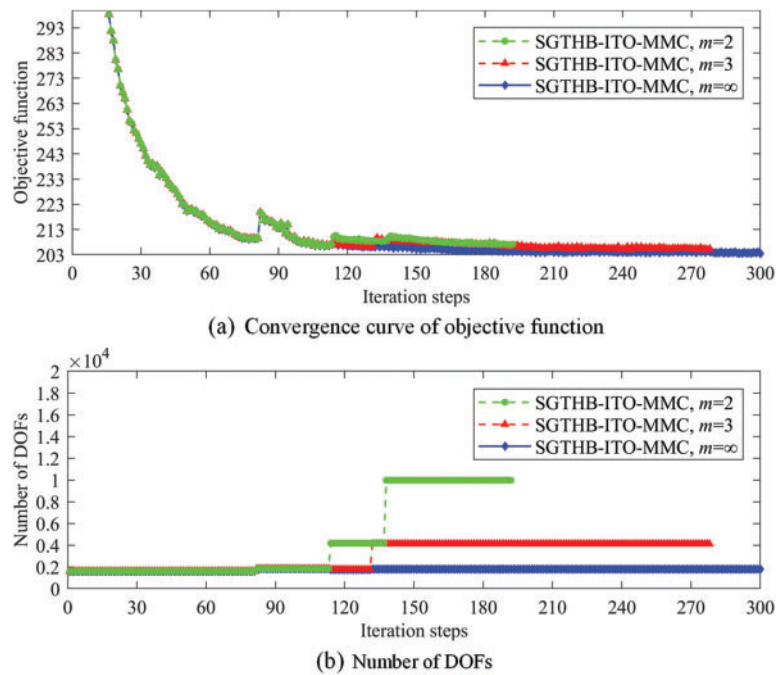 293
283
273
263
253
243
233
223
213
203
Objective function
SGTHB-ITO-MMC, m=2
SGTHB-ITO-MMC, m=3
SGTHB-ITO-MMC, m=∞
0 30 60 90 120 150 180 210 240 270 300
Iteration steps
(a) Convergence curve of objective function
×10⁴
2
1.8
1.6
1.4
1.2
1
0.8
0.6
0.4
0.2
0
Number of DOFs
SGTHB-ITO-MMC, m=2
SGTHB-ITO-MMC, m=3
SGTHB-ITO-MMC, m=∞
0 30 60 90 120 150 180 210 240 270 300
Iteration steps
(b) Number of DOFs